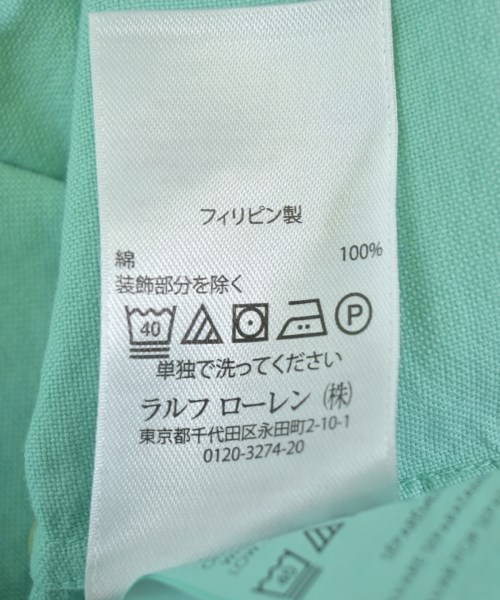 フィリピン製
綿 100%
装飾部分を除く
40 P
単独で洗ってください
ラルフ ローレン (株)
東京都千代田区永田町2-10-1
0120-3274-20
LOW
40